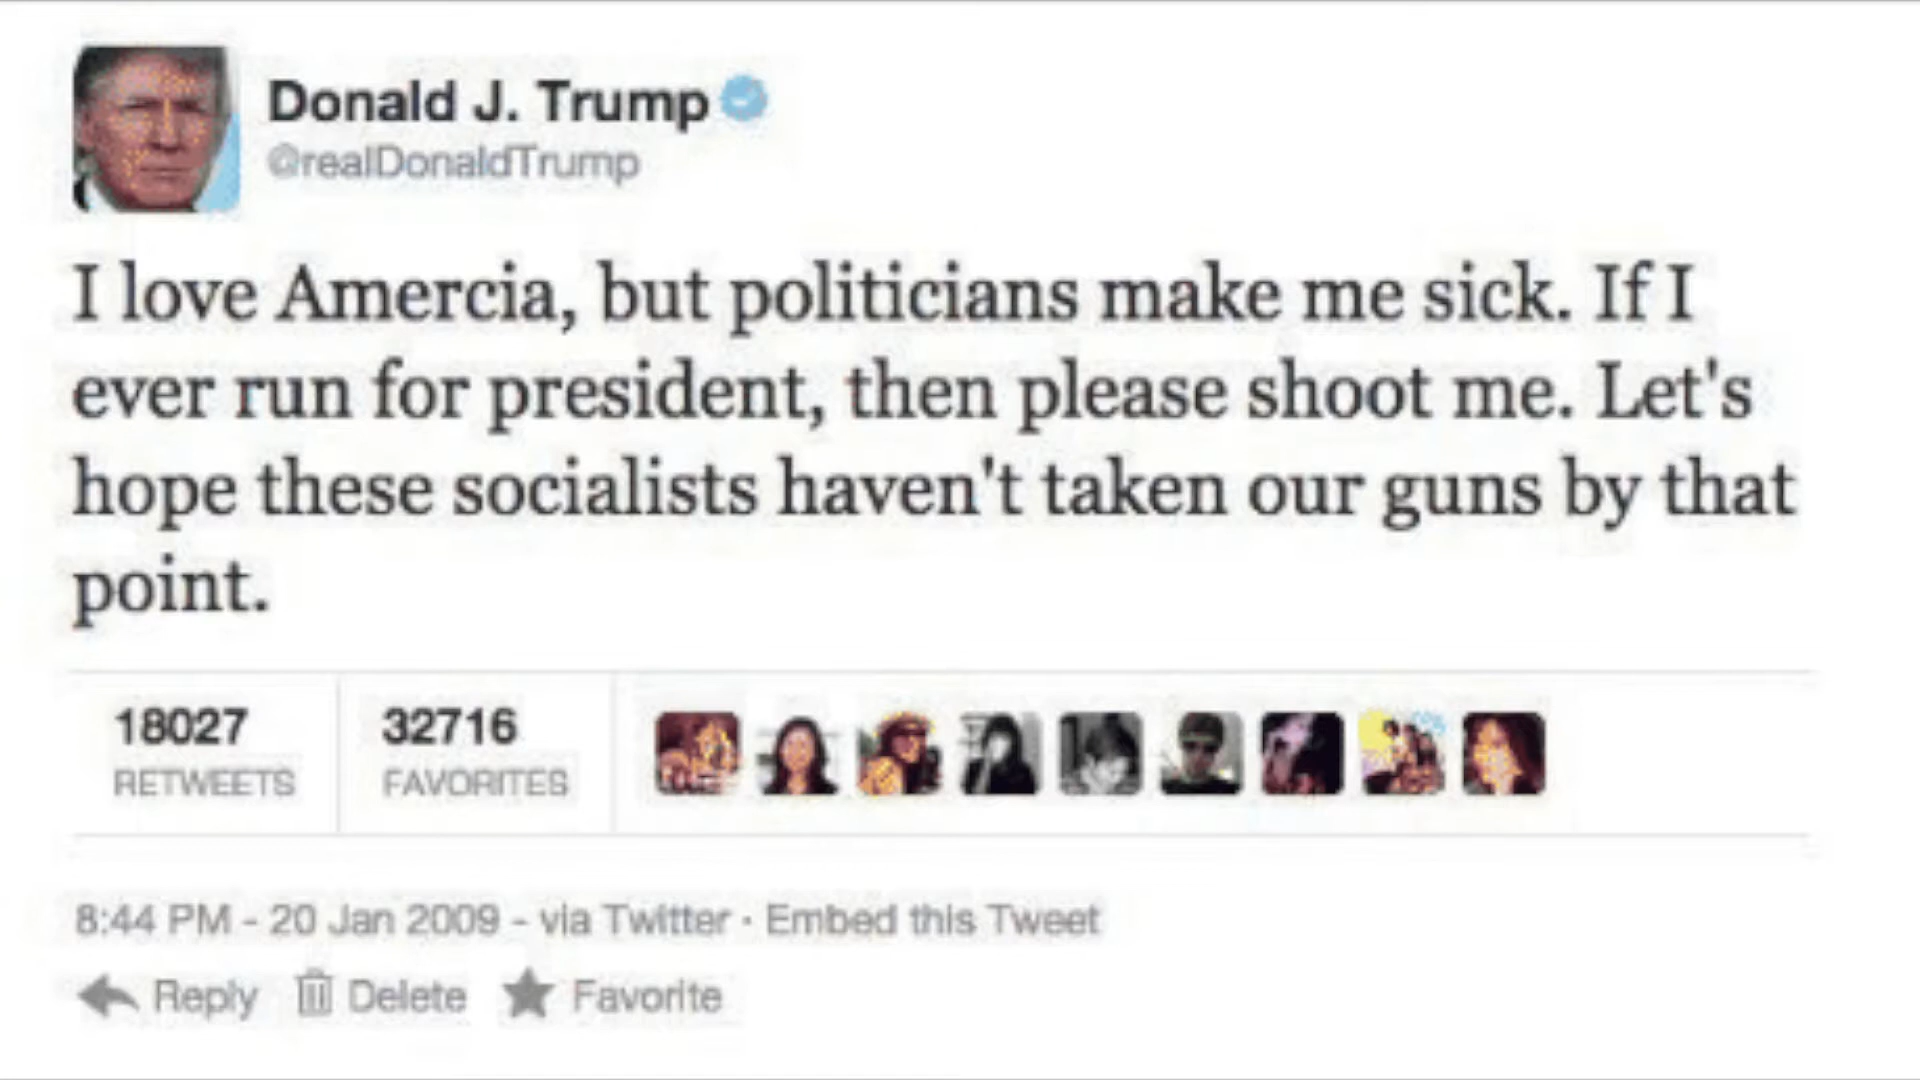 Donald J. Trump
@realDonaldTrump
I love Amercia, but politicians make me sick. If I
ever run for president, then please shoot me. Let's
hope these socialists haven't taken our guns by that
point.
18027 32716
RETWEETS FAVORITES
8:44 PM - 20 Jan 2009 - via Twitter · Embed this Tweet
Reply Delete Favorite